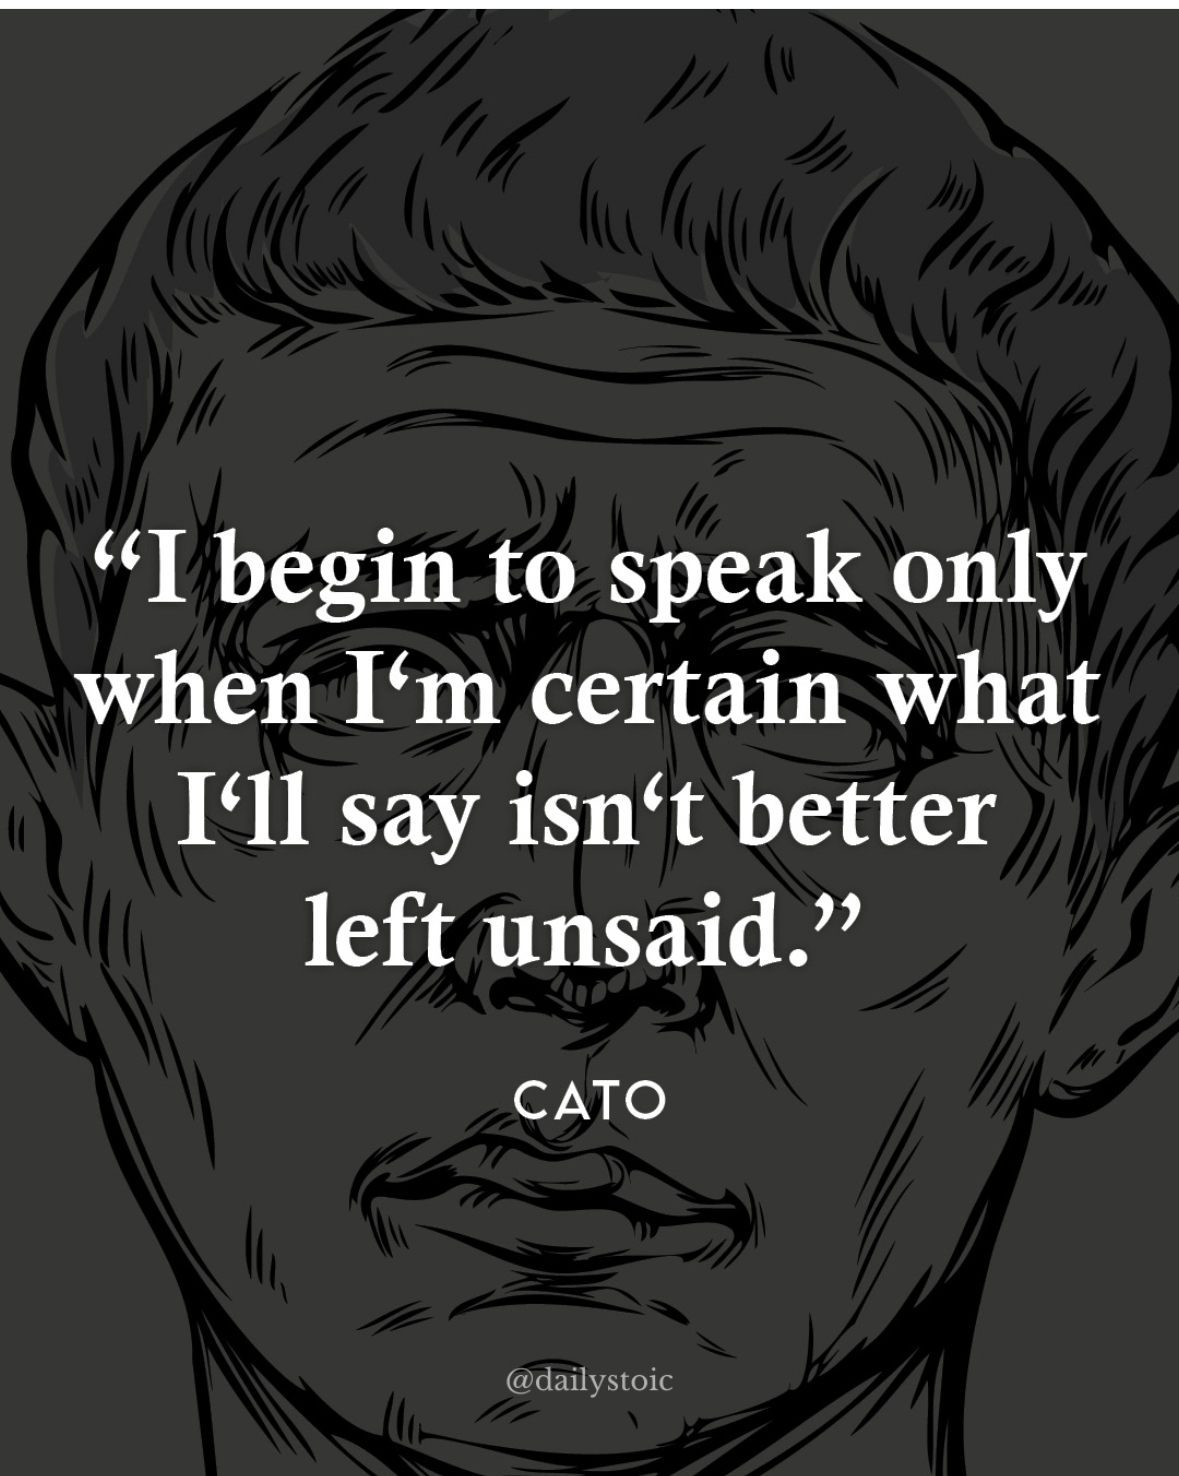 “I begin to speak only
when I‘m certain what
I‘ll say isn‘t better
left unsaid.”
CATO
@dailystoic